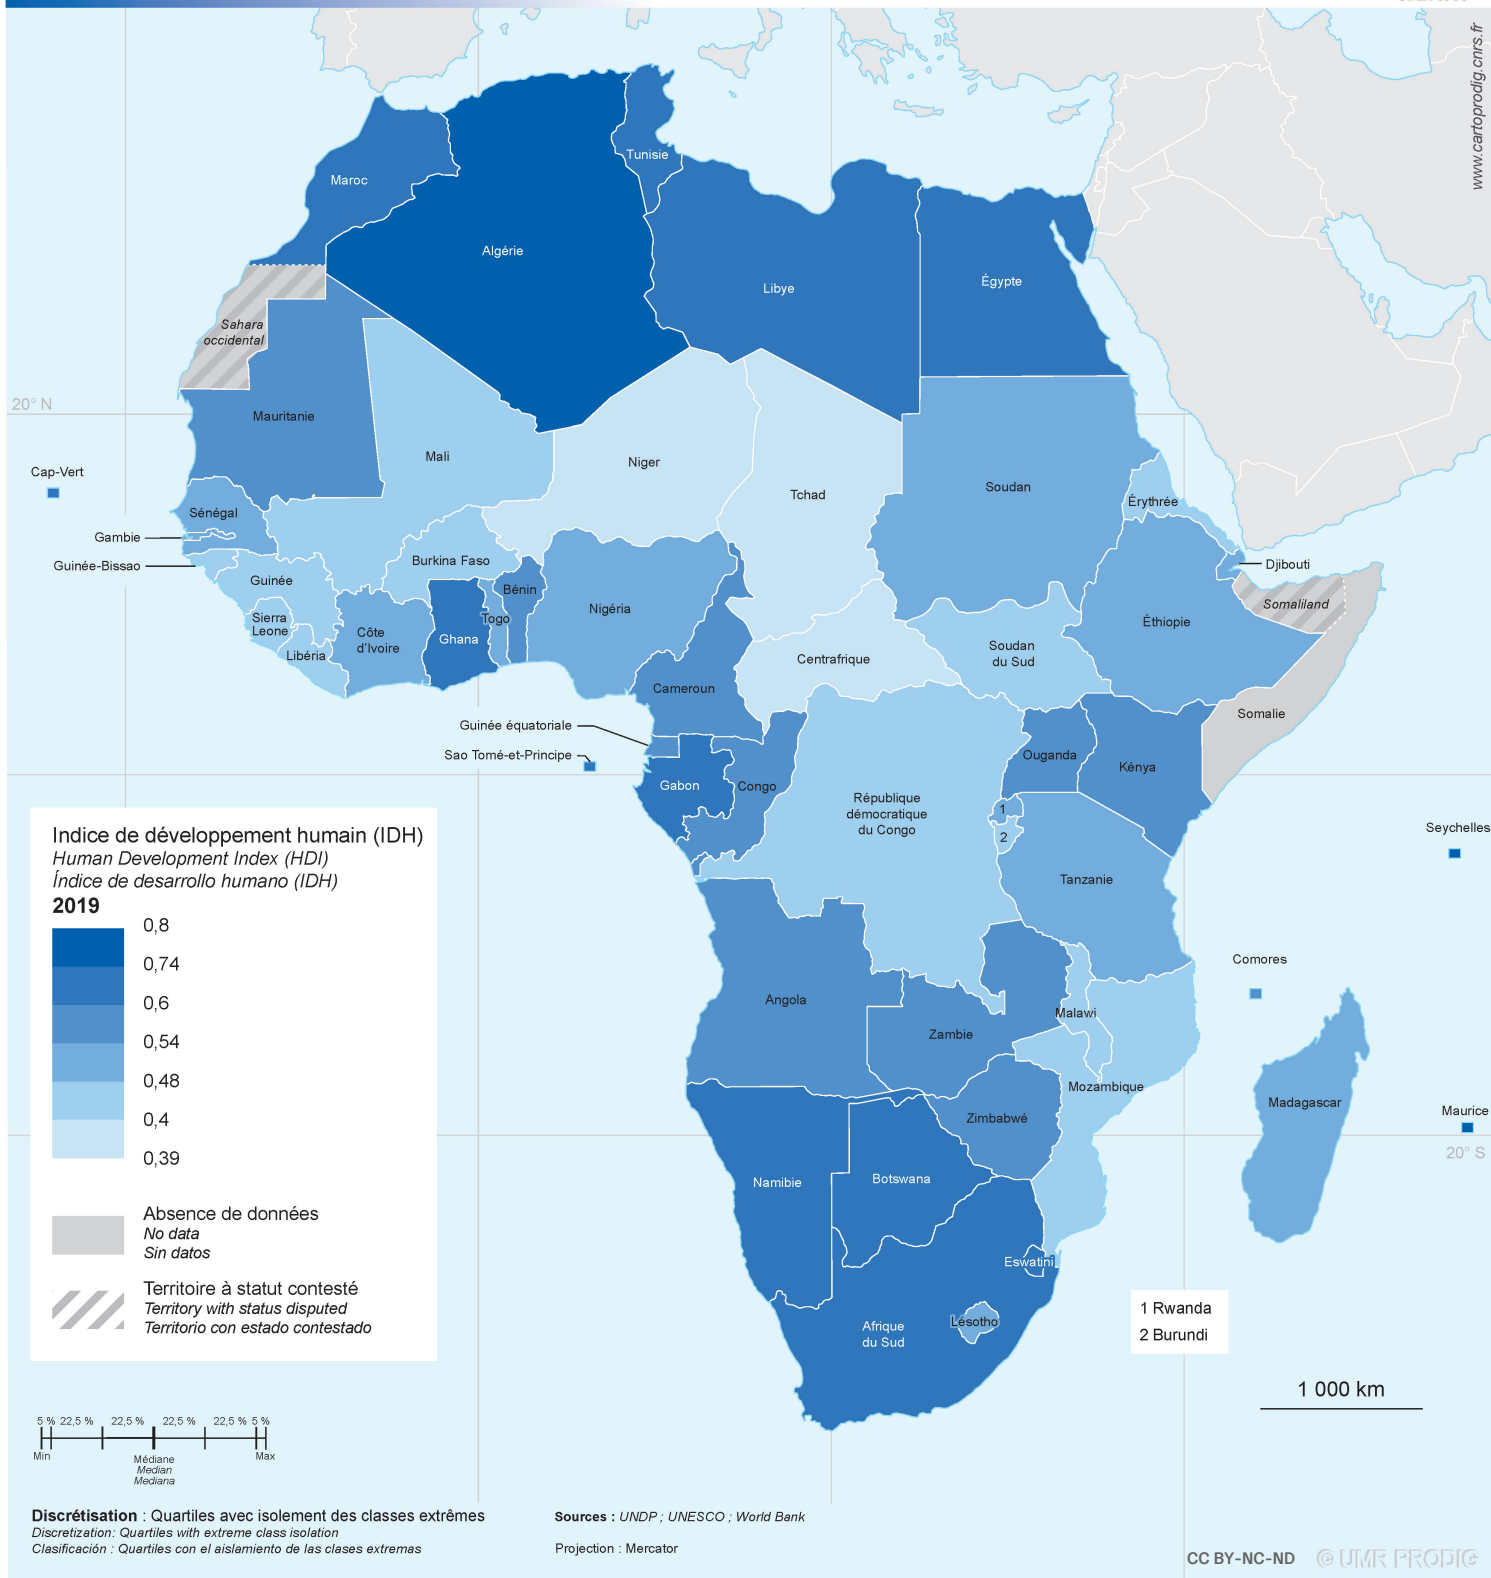 www.cartoprodig.cnrs.fr
Tunisie
Maroc
Algérie
Libye
Égypte
Sahara
occidental
20° N
Mauritanie
Mali
Niger
Tchad
Soudan
Érythrée
Cap-Vert
Sénégal
Gambie
Guinée-Bissao
Guinée
Burkina Faso
Bénin
Djibouti
Somaliland
Sierra
Leone
Libéria
Côte
d'Ivoire
Ghana
Togo
Nigéria
Éthiopie
Centrafrique
Soudan
du Sud
Cameroun
Somalie
Guinée équatoriale
Sao Tomé-et-Principe
Gabon
Congo
Ouganda
Kénya
République
démocratique
du Congo
1
2
Seychelles
Tanzanie
Comores
Angola
Malawi
Zambie
Mozambique
Zimbabwé
Madagascar
Maurice
20° S
Namibie
Botswana
Eswatini
Afrique
du Sud
Lésotho
Indice de développement humain (IDH)
Human Development Index (HDI)
Índice de desarrollo humano (IDH)
2019
0,8
0,74
0,6
0,54
0,48
0,4
0,39
Absence de données
No data
Sin datos
Territoire à statut contesté
Territory with status disputed
Territorio con estado contestado
1 Rwanda
2 Burundi
1 000 km
5 % 22,5 % 22,5 % 22,5 % 22,5 % 5 %
Min Max
Médiane
Median
Mediana
Discrétisation : Quartiles avec isolement des classes extrêmes
Discretization: Quartiles with extreme class isolation
Clasificación : Quartiles con el aislamiento de las clases extremas
Sources : UNDP ; UNESCO ; World Bank
Projection : Mercator
CC BY-NC-ND © UMR PRODIG